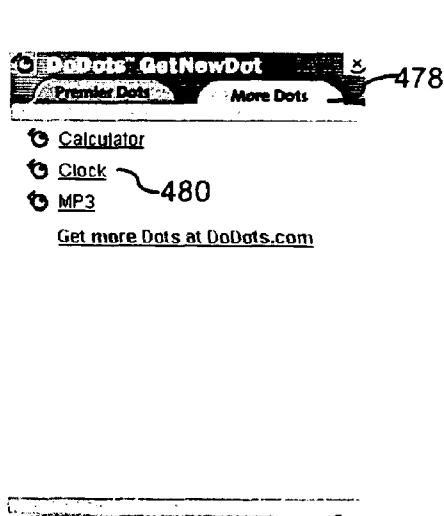 DoDots™ GetNewDot x
478
Premier Dots More Dots
Calculator
Clock
480
MP3
Get more Dots at DoDots.com